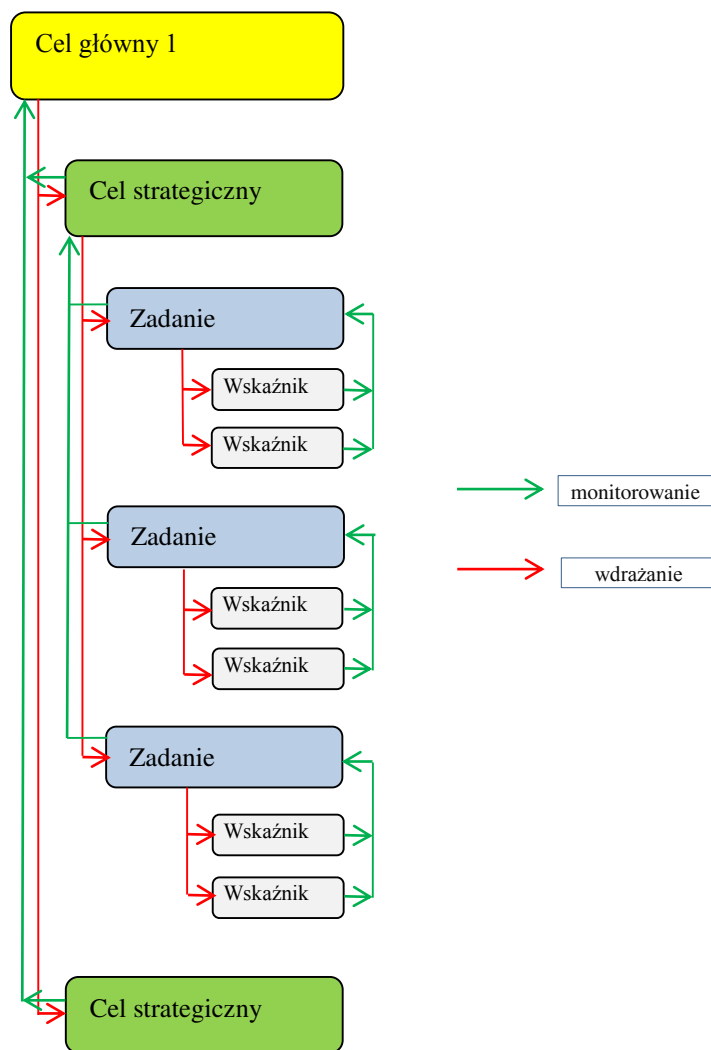 Cel główny 1
Cel strategiczny
Zadanie
Wskaźnik
Wskaźnik
monitorowanie
Zadanie
wdrażanie
Wskaźnik
Wskaźnik
Zadanie
Wskaźnik
Wskaźnik
Cel strategiczny